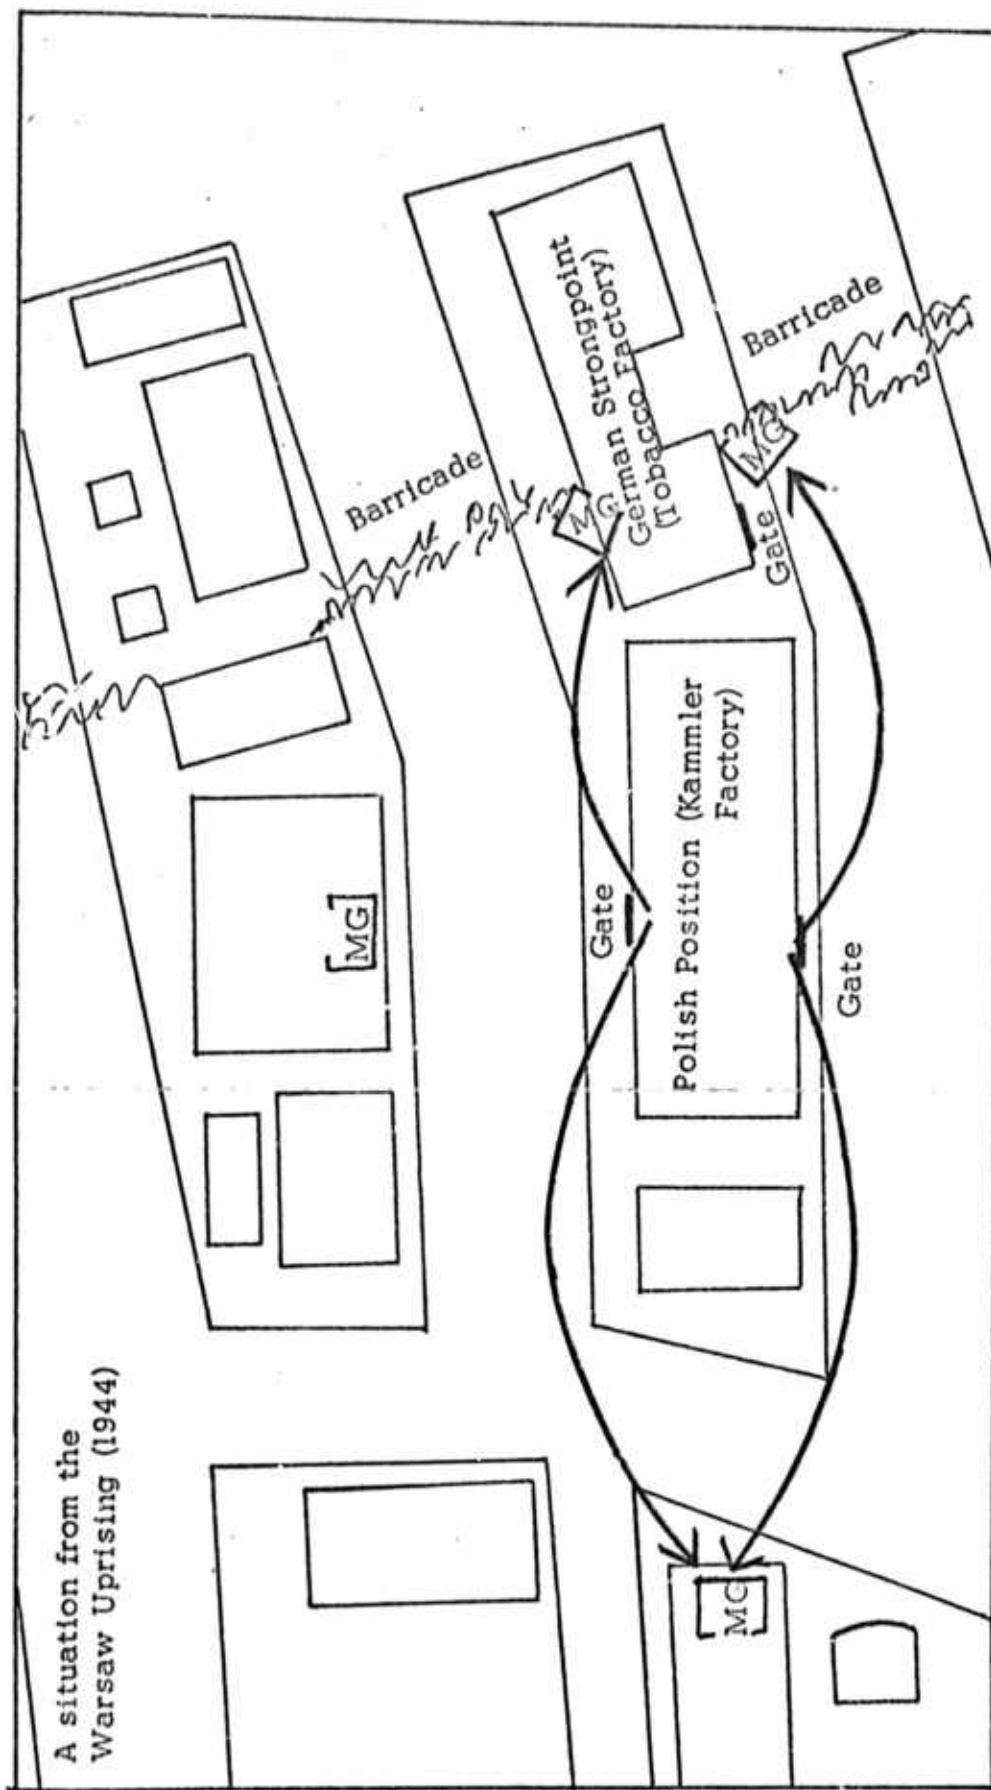 A situation from the
Warsaw Uprising (1944)
MG
Barricade
MG
German Strongpoint
(Tobacco Factory)
Barricade
MG
Gate
Gate
Polish Position (Kammler
Factory)
Gate
MG